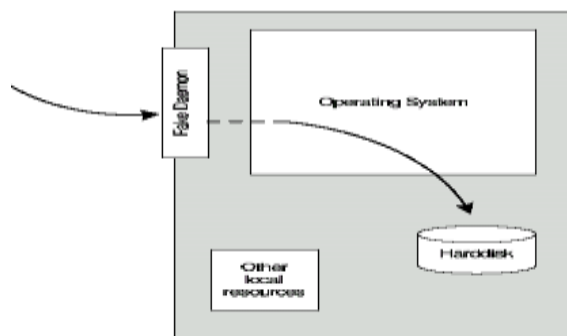 Fake Daemon
Operating System
Harddisk
Other
local
resources